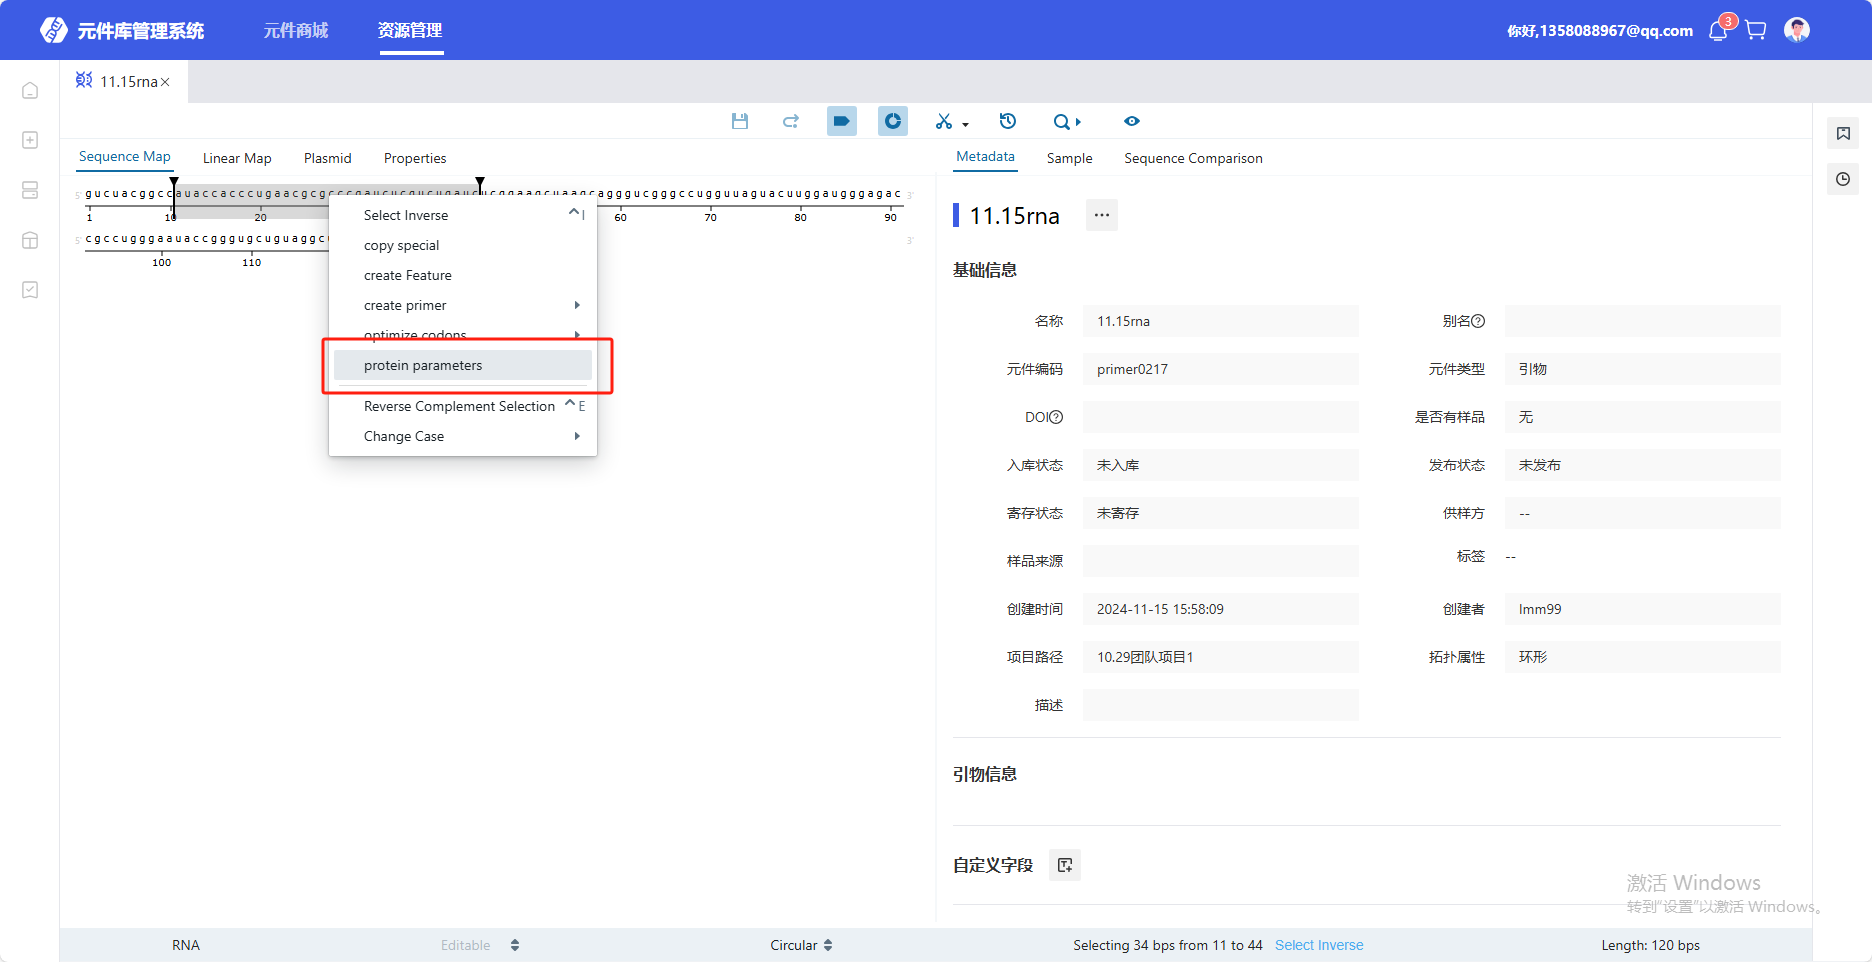 元件库管理系统
元件商城
资源管理
你好,1358088967@qq.com
3
11.15rna
Sequence Map
Linear Map
Plasmid
Properties
Metadata
Sample
Sequence Comparison
5'
3'
1
10
20
60
70
80
90
5'
cgccugggaauaccgggugcuguaggc
3'
100
110
Select Inverse
^ I
copy special
create Feature
create primer
optimize codons
protein parameters
Reverse Complement Selection
^ E
Change Case
11.15rna
基础信息
名称
11.15rna
别名
元件编码
primer0217
元件类型
引物
DOI
是否有样品
无
入库状态
未入库
发布状态
未发布
寄存状态
未寄存
供样方
--
样品来源
标签
--
创建时间
2024-11-15 15:58:09
创建者
lmm99
项目路径
10.29团队项目1
拓扑属性
环形
描述
引物信息
自定义字段
激活 Windows
转到“设置”以激活 Windows。
RNA
Editable
Circular
Selecting 34 bps from 11 to 44
Select Inverse
Length: 120 bps